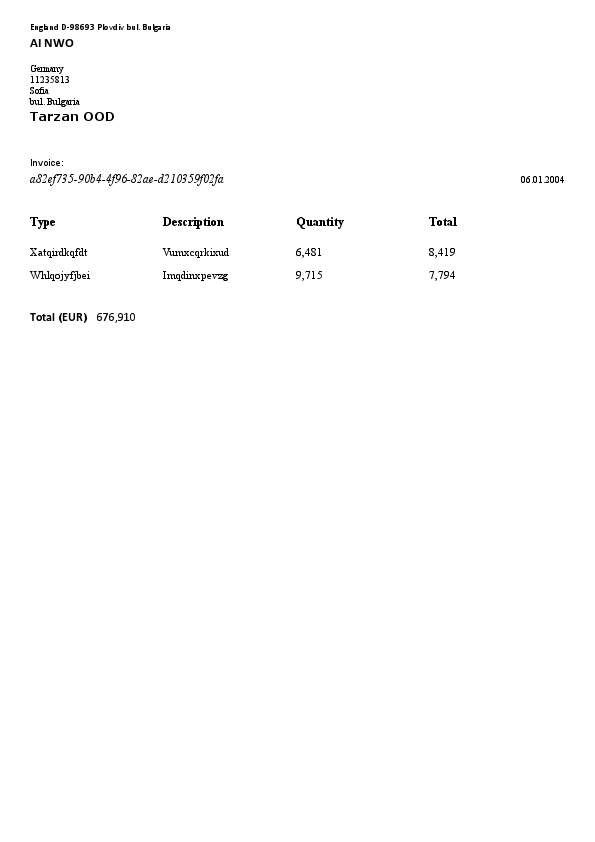 England D-98693 Plovdiv bul. Bulgaria
AI NWO
Germany
11235813
Sofia
bul. Bulgaria
Tarzan OOD
Invoice:
a82ef735-90b4-4f96-82ae-d210359f02fa 06.01.2004
Type Description Quantity Total
Xatqirdkqfdt Vumxcqrkixud 6,481 8,419
Whlqojyfjbei Imqdinxpevzg 9,715 7,794
Total (EUR) 676,910